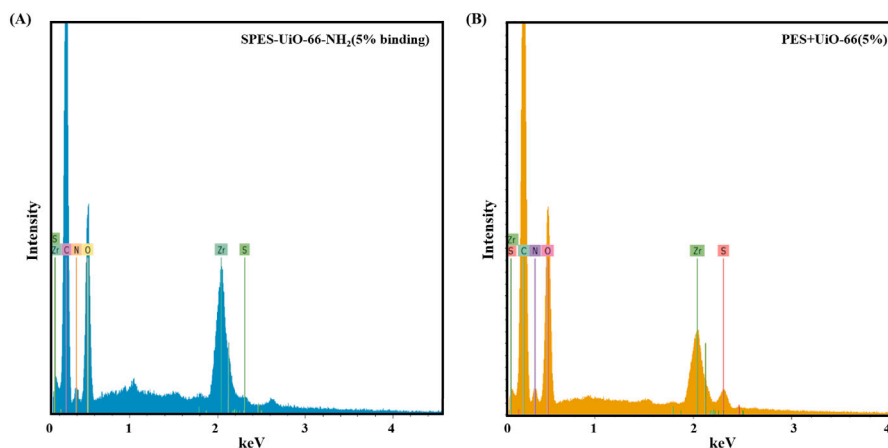 (A)
SPES-UiO-66-NH2(5% binding)
Intensity
S
Zr C N O Zr S
0 1 2 3 4
keV
(B)
PES+UiO-66(5%)
Intensity
Zr
S C N O Zr S
0 1 2 3 4
keV